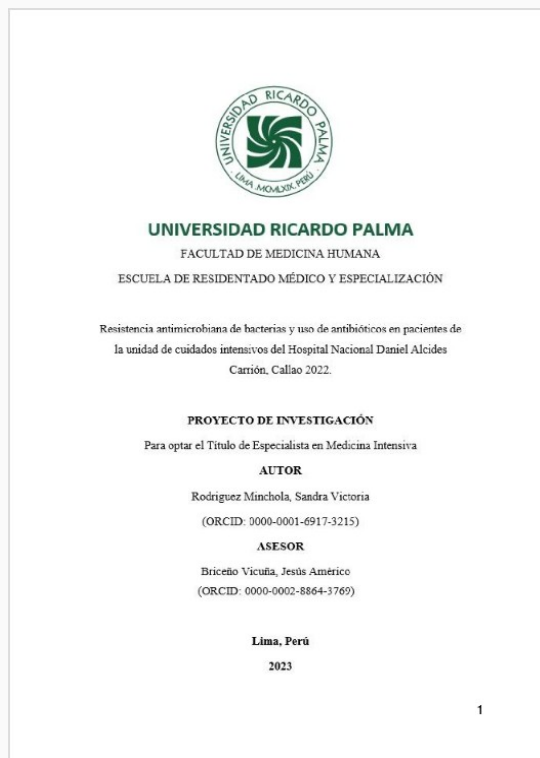 UNIVERSIDAD RICARDO PALMA
LIMA .MCMLXIX. PERÚ
UNIVERSIDAD RICARDO PALMA
FACULTAD DE MEDICINA HUMANA
ESCUELA DE RESIDENTADO MÉDICO Y ESPECIALIZACIÓN
Resistencia antimicrobiana de bacterias y uso de antibióticos en pacientes de
la unidad de cuidados intensivos del Hospital Nacional Daniel Alcides
Carrión, Callao 2022.
PROYECTO DE INVESTIGACIÓN
Para optar el Título de Especialista en Medicina Intensiva
AUTOR
Rodriguez Minchola, Sandra Victoria
(ORCID: 0000-0001-6917-3215)
ASESOR
Briceño Vicuña, Jesús Américo
(ORCID: 0000-0002-8864-3769)
Lima, Perú
2023
1